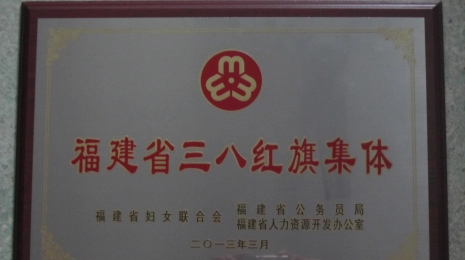 福建省三八红旗集体
福建省妇女联合会
福建省公务员局
福建省人力资源开发办公室
二〇一三年三月